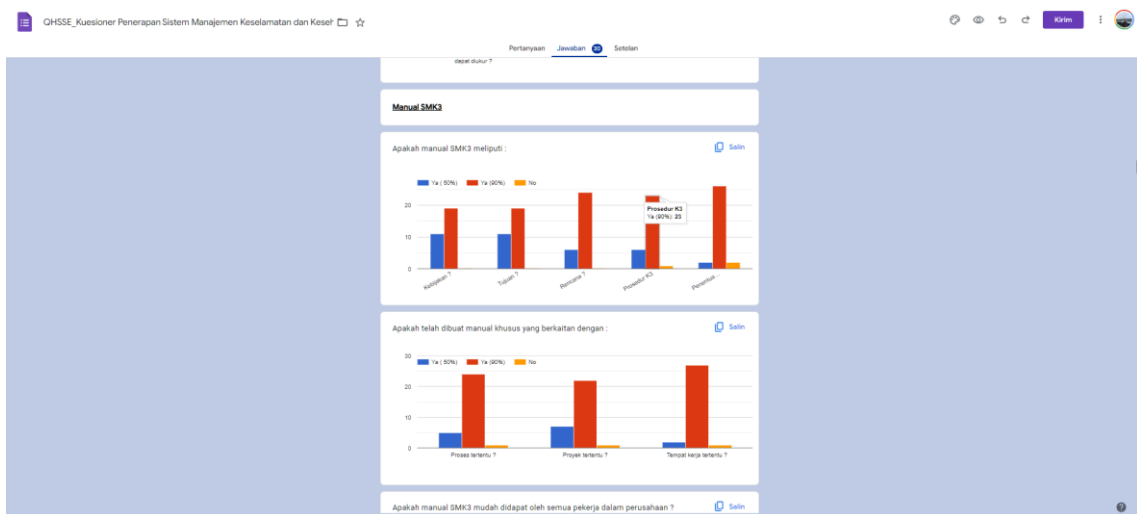 QHSSE_Kuesioner Penerapan Sistem Manajemen Keselamatan dan Keseh
Kirim
Pertanyaan Jawaban 30 Setelan
dapat diukur ?
Manual SMK3
Apakah manual SMK3 meliputi :
Salin
Ya ( 50%) Ya (90%) No
20
10
0
Prosedur K3
Ya (90%): 23
Kebijakan ?
Tujuan ?
Rencana ?
Prosedur K3
Penentua ...
Apakah telah dibuat manual khusus yang berkaitan dengan :
Salin
30
Ya ( 50%) Ya (90%) No
20
10
0
Proses tertentu ?
Proyek tertentu ?
Tempat kerja tertentu ?
Apakah manual SMK3 mudah didapat oleh semua pekerja dalam perusahaan ?
Salin